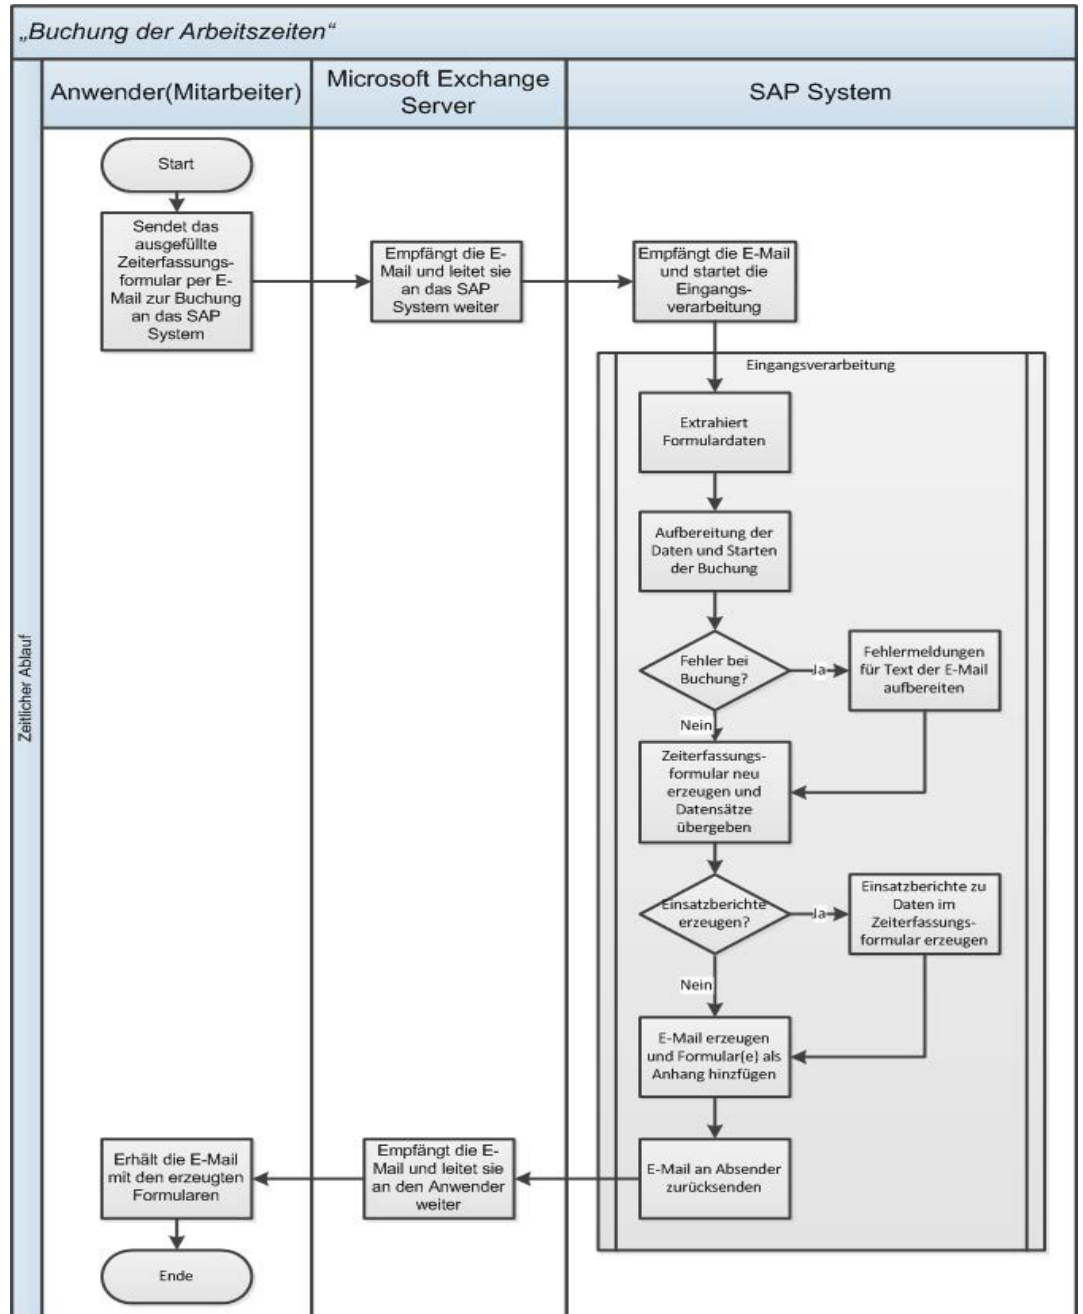 „Buchung der Arbeitszeiten“
Anwender(Mitarbeiter)
Microsoft Exchange
Server
SAP System
Zeitlicher Ablauf
Start
Sendet das
ausgefüllte
Zeiterfassungs-
formular per E-
Mail zur Buchung
an das SAP
System
Empfängt die E-
Mail und leitet sie
an das SAP
System weiter
Empfängt die E-Mail
und startet die
Eingangs-
verarbeitung
Eingangsverarbeitung
Extrahiert
Formulardaten
Aufbereitung der
Daten und Starten
der Buchung
Fehler bei
Buchung?
Ja
Fehlermeldungen
für Text der E-Mail
aufbereiten
Nein
Zeiterfassungs-
formular neu
erzeugen und
Datensätze
übergeben
Einsatzberichte
erzeugen?
Ja
Einsatzberichte zu
Daten im
Zeiterfassungs-
formular erzeugen
Nein
E-Mail erzeugen
und Formular(e) als
Anhang hinzfügen
E-Mail an Absender
zurücksenden
Empfängt die E-
Mail und leitet sie
an den Anwender
weiter
Erhält die E-Mail
mit den erzeugten
Formularen
Ende